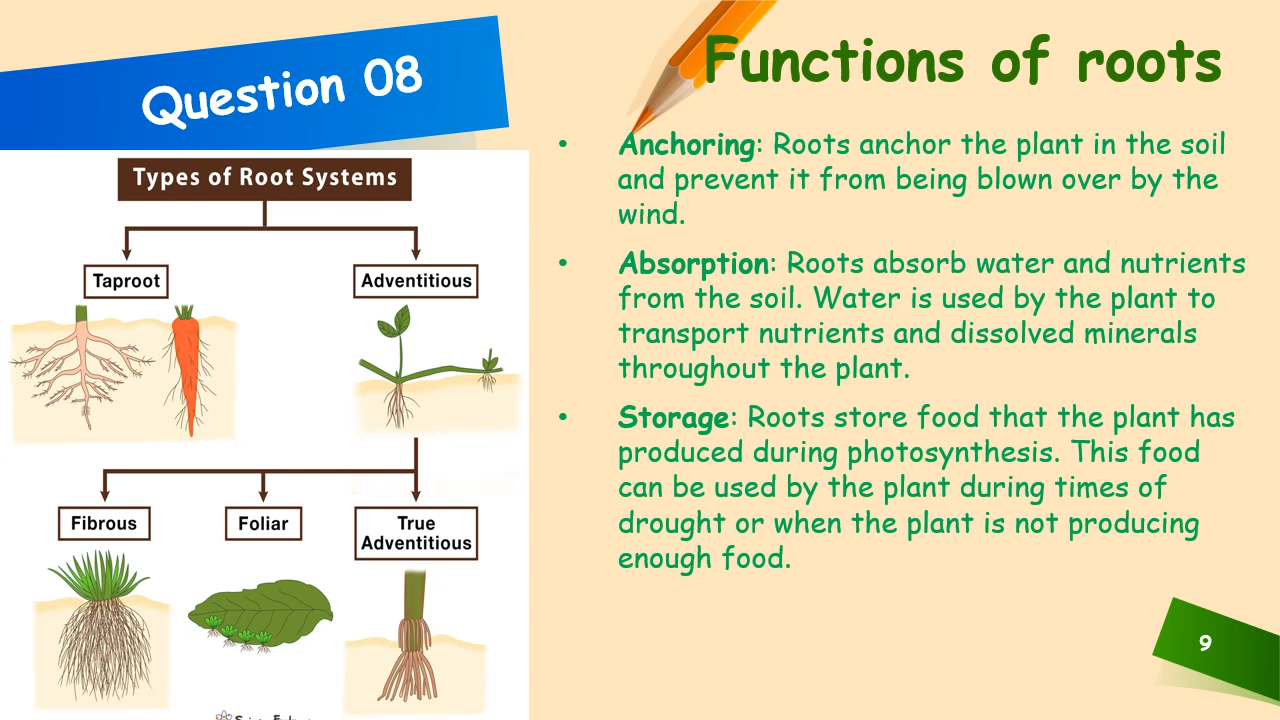 Question 08
Functions of roots
Types of Root Systems
Taproot
Adventitious
Fibrous
Foliar
True
Adventitious
• Anchoring: Roots anchor the plant in the soil
and prevent it from being blown over by the
wind.
• Absorption: Roots absorb water and nutrients
from the soil. Water is used by the plant to
transport nutrients and dissolved minerals
throughout the plant.
• Storage: Roots store food that the plant has
produced during photosynthesis. This food
can be used by the plant during times of
drought or when the plant is not producing
enough food.
9